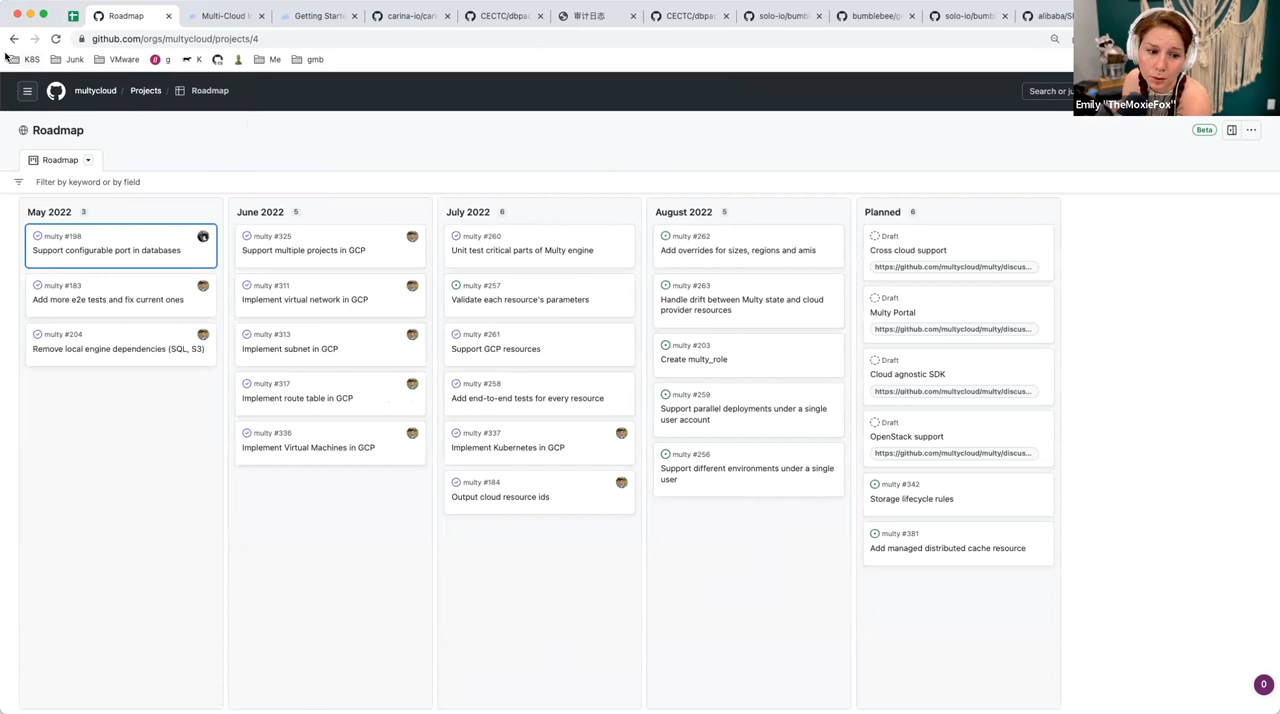 Roadmap
Multi-Cloud I
Getting Starte
carina-io/cari
CECTC/dbpac
审计日志
CECTC/dbpac
solo-io/bumb
bumblebee/g
solo-io/bumb
alibaba/S
github.com/orgs/multycloud/projects/4
K8S
Junk
VMware
g
K
Me
gmb
multycloud / Projects / Roadmap
Search or ju
Emily "TheMoxieFox"
Roadmap
Beta
Roadmap
Filter by keyword or by field
May 2022 3
multy #198
Support configurable port in databases
multy #183
Add more e2e tests and fix current ones
multy #204
Remove local engine dependencies (SQL, S3)
June 2022 5
multy #325
Support multiple projects in GCP
multy #311
Implement virtual network in GCP
multy #313
Implement subnet in GCP
multy #317
Implement route table in GCP
multy #336
Implement Virtual Machines in GCP
July 2022 6
multy #260
Unit test critical parts of Multy engine
multy #257
Validate each resource's parameters
multy #261
Support GCP resources
multy #258
Add end-to-end tests for every resource
multy #337
Implement Kubernetes in GCP
multy #184
Output cloud resource ids
August 2022 5
multy #262
Add overrides for sizes, regions and amis
multy #263
Handle drift between Multy state and cloud
provider resources
multy #203
Create multy_role
multy #259
Support parallel deployments under a single
user account
multy #256
Support different environments under a single
user
Planned 6
Draft
Cross cloud support
https://github.com/multycloud/multy/discus...
Draft
Multy Portal
https://github.com/multycloud/multy/discus...
Draft
Cloud agnostic SDK
https://github.com/multycloud/multy/discus...
Draft
OpenStack support
https://github.com/multycloud/multy/discus...
multy #342
Storage lifecycle rules
multy #381
Add managed distributed cache resource
0